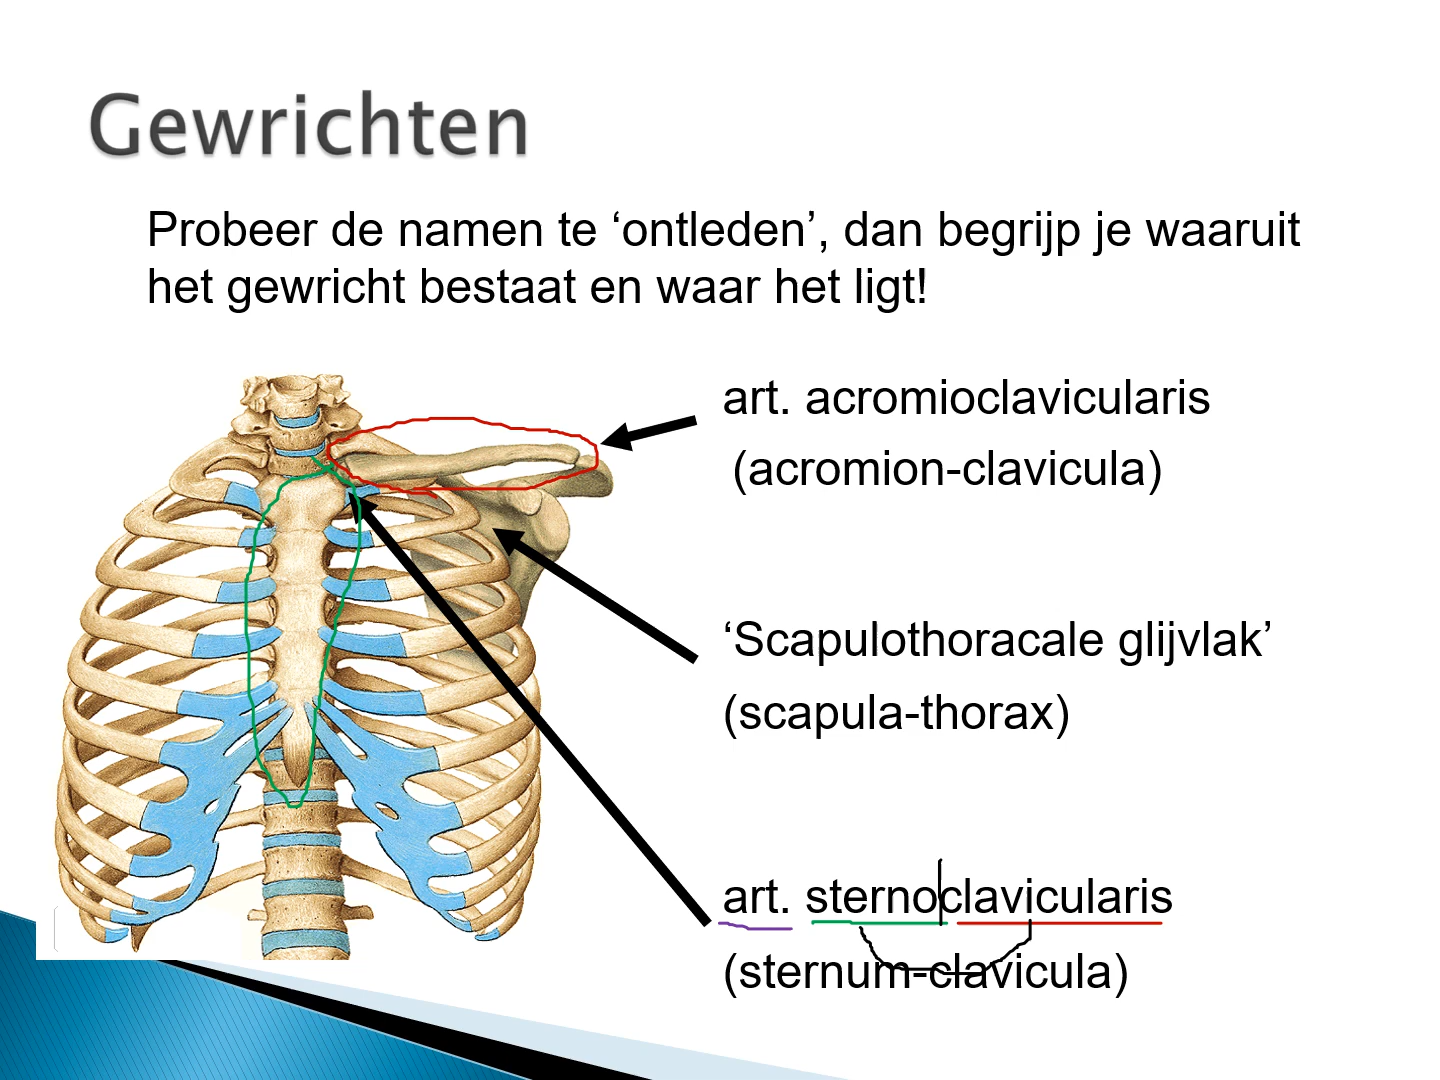 Gewrichten
Probeer de namen te ‘ontleden’, dan begrijp je waaruit
het gewricht bestaat en waar het ligt!
art. acromioclavicularis
(acromion-clavicula)
‘Scapulothoracale glijvlak’
(scapula-thorax)
art. sternoclavicularis
(sternum-clavicula)